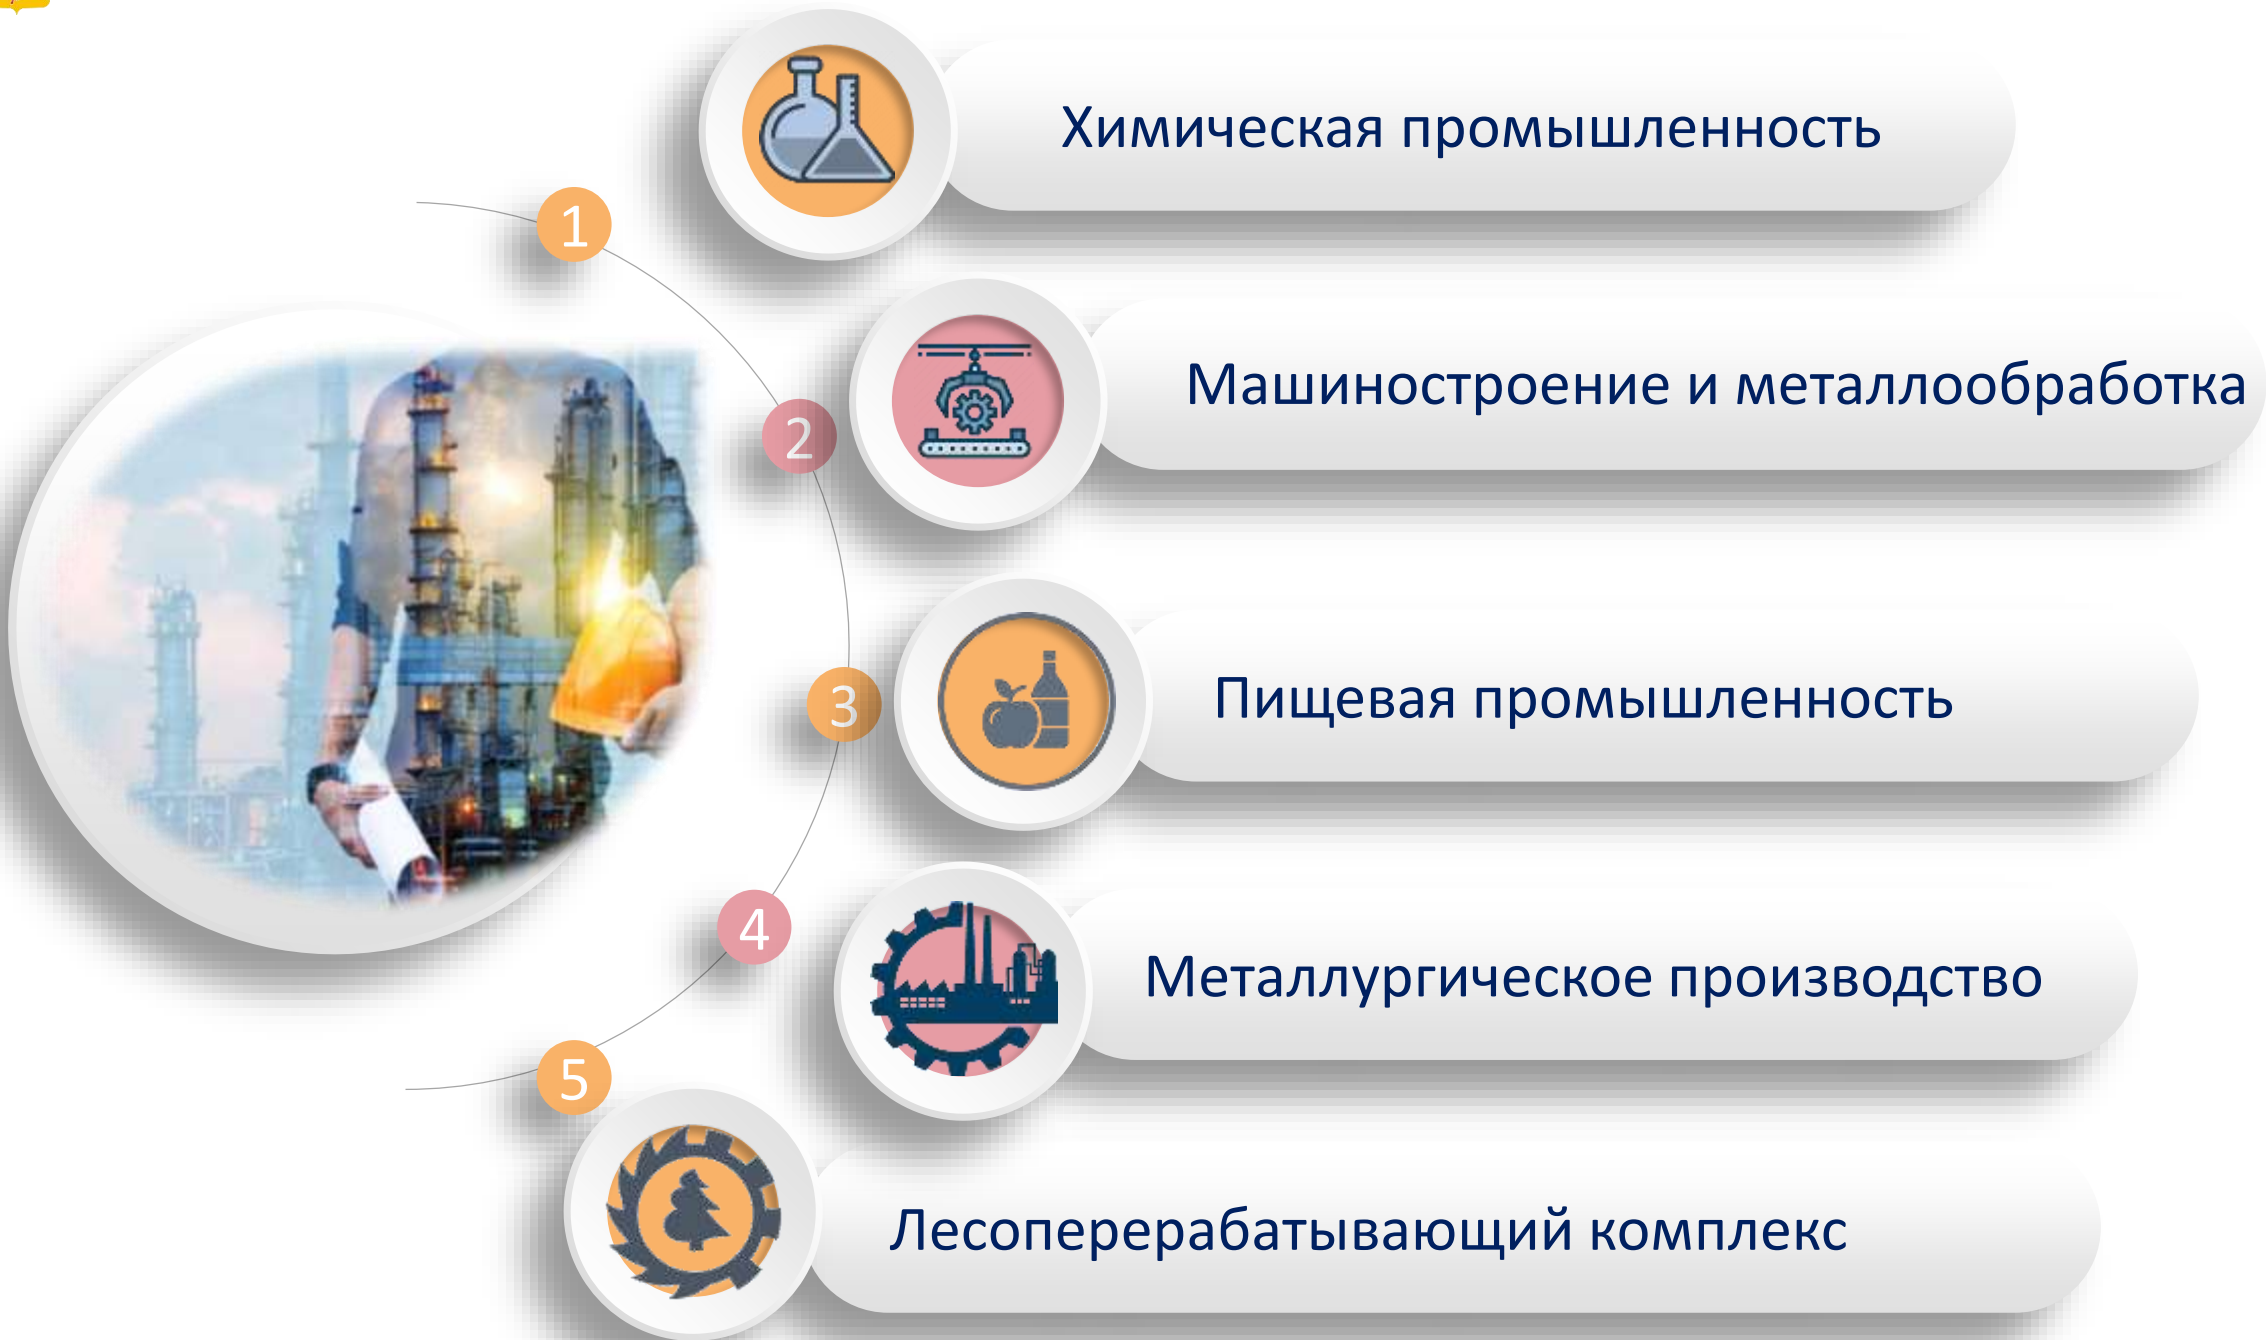 1
Химическая промышленность
2
Машиностроение и металлообработка
3
Пищевая промышленность
4
Металлургическое производство
5
Лесоперерабатывающий комплекс